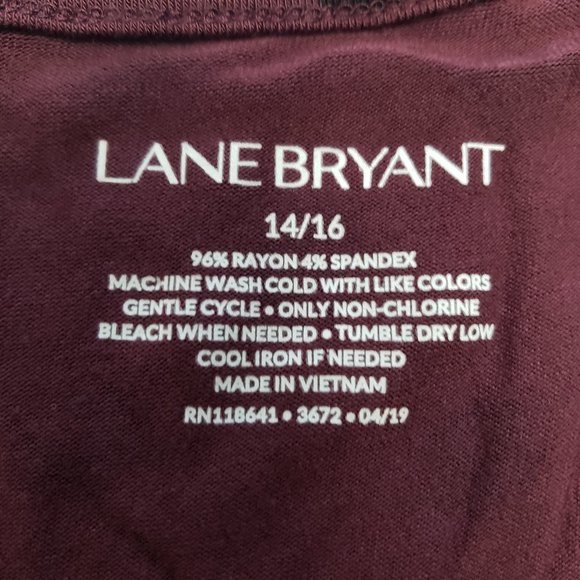 LANE BRYANT
14/16
96% RAYON 4% SPANDEX
MACHINE WASH COLD WITH LIKE COLORS
GENTLE CYCLE • ONLY NON-CHLORINE
BLEACH WHEN NEEDED • TUMBLE DRY LOW
COOL IRON IF NEEDED
MADE IN VIETNAM
RN118641 • 3672 • 04/19